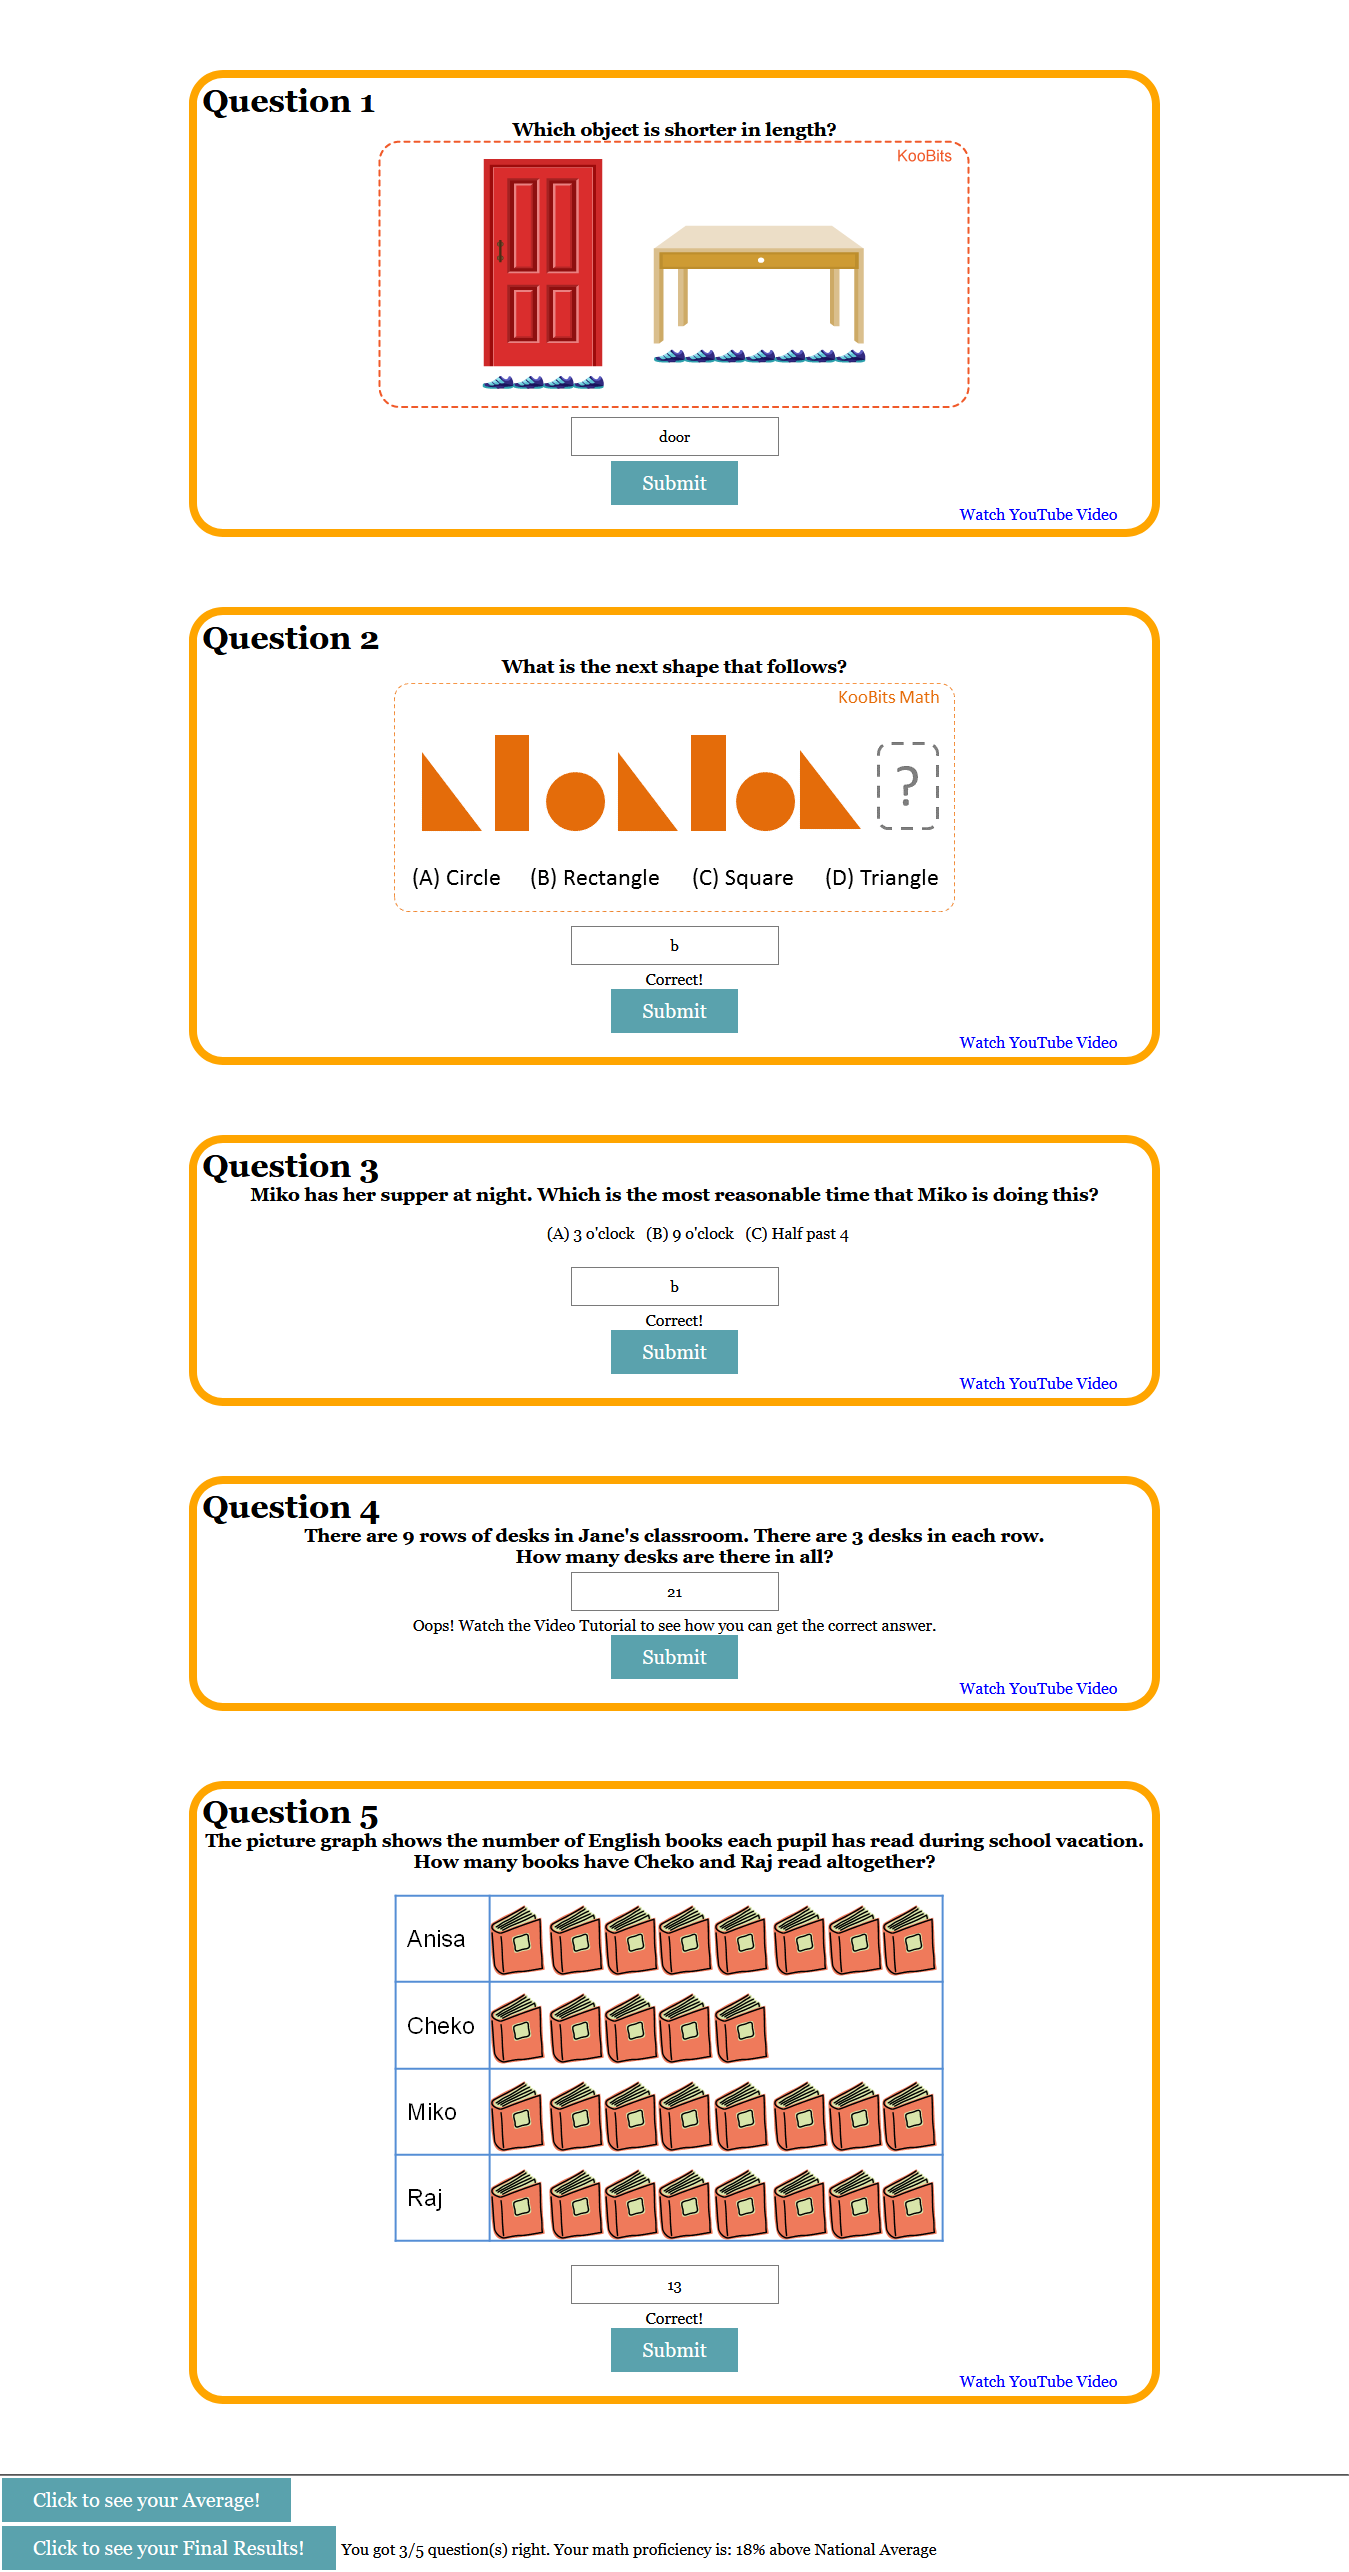 Question 1
Which object is shorter in length?
KooBits
door
Submit
Watch YouTube Video
Question 2
What is the next shape that follows?
KooBits Math
?
(A) Circle (B) Rectangle (C) Square (D) Triangle
b
Correct!
Submit
Watch YouTube Video
Question 3
Miko has her supper at night. Which is the most reasonable time that Miko is doing this?
(A) 3 o'clock (B) 9 o'clock (C) Half past 4
b
Correct!
Submit
Watch YouTube Video
Question 4
There are 9 rows of desks in Jane's classroom. There are 3 desks in each row.
How many desks are there in all?
21
Oops! Watch the Video Tutorial to see how you can get the correct answer.
Submit
Watch YouTube Video
Question 5
The picture graph shows the number of English books each pupil has read during school vacation.
How many books have Cheko and Raj read altogether?
Anisa
Cheko
Miko
Raj
13
Correct!
Submit
Watch YouTube Video
Click to see your Average!
Click to see your Final Results! You got 3/5 question(s) right. Your math proficiency is: 18% above National Average